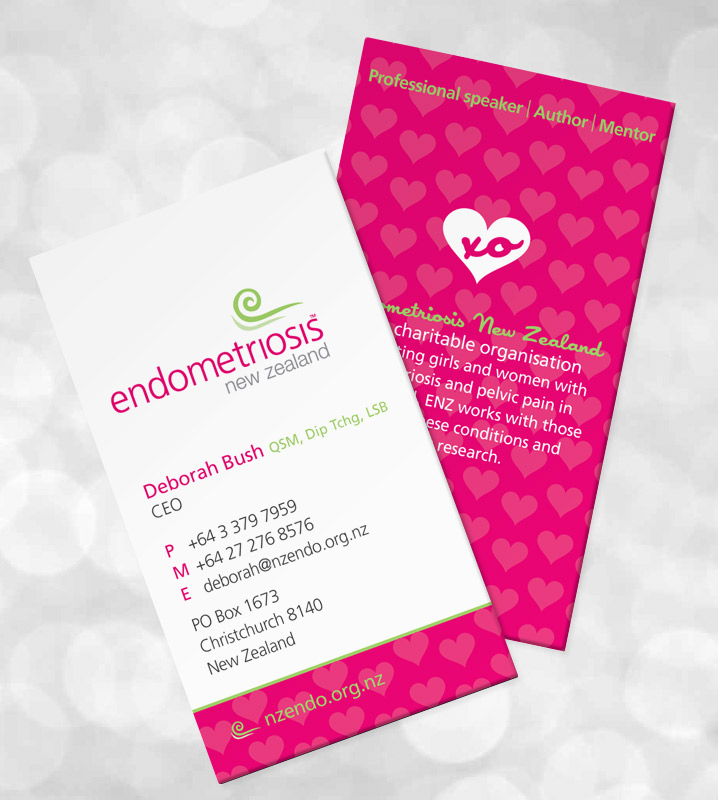 endometriosis™
new zealand
Deborah Bush QSM, Dip Tchg, LSB
CEO
P +64 3 379 7959
M +64 27 276 8576
E deborah@nzendo.org.nz
PO Box 1673
Christchurch 8140
New Zealand
nzendo.org.nz
Professional speaker | Author | Mentor
xo
New Zealand
charitable organisation
girls and women with
and pelvic pain in
ENZ works with those
conditions and
research.